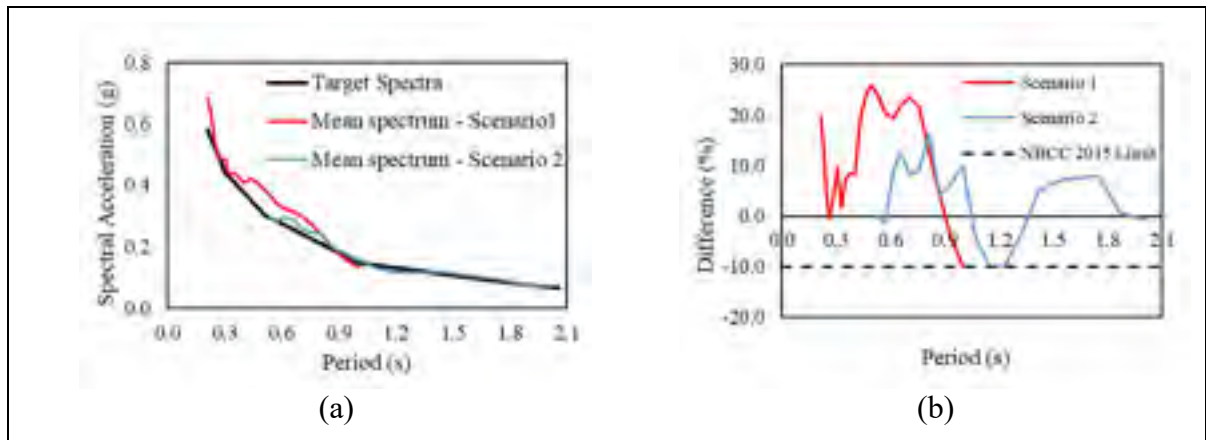 0.8
0.6
0.4
0.2
0.0
Spectral Acceleration (g)
Target Spectra
Mean spectrum - Scenario1
Mean spectrum - Scenario 2
0.0 0.3 0.6 0.9 1.2 1.5 1.8 2.1
Period (s)
(a)
30.0
20.0
10.0
0.0
-10.0
-20.0
Difference (%)
Scenario 1
Scenario 2
NBCC 2015 Limit
0.0 0.3 0.6 0.9 1.2 1.5 1.8 2.1
Period (s)
(b)